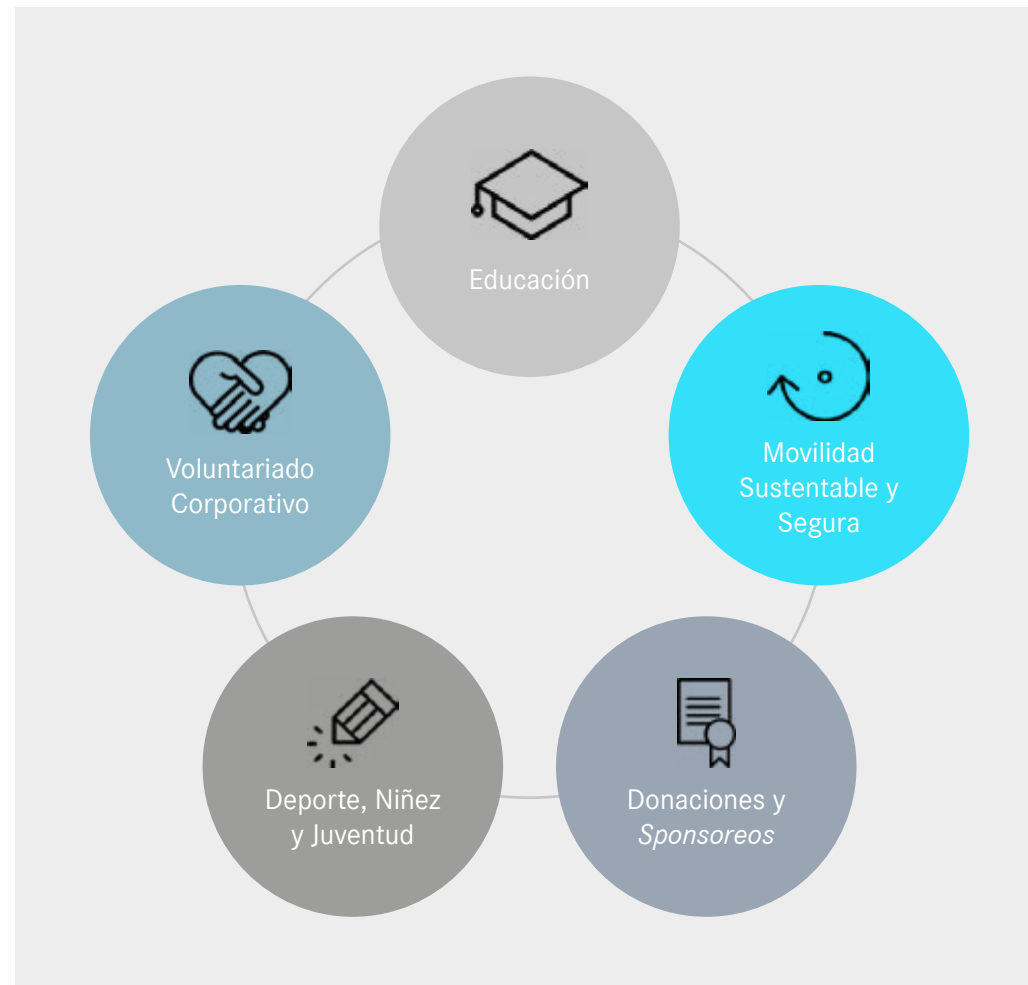 Educación
Voluntariado
Corporativo
Movilidad
Sustentable y
Segura
Deporte, Niñez
y Juventud
Donaciones y
Sponsoreos